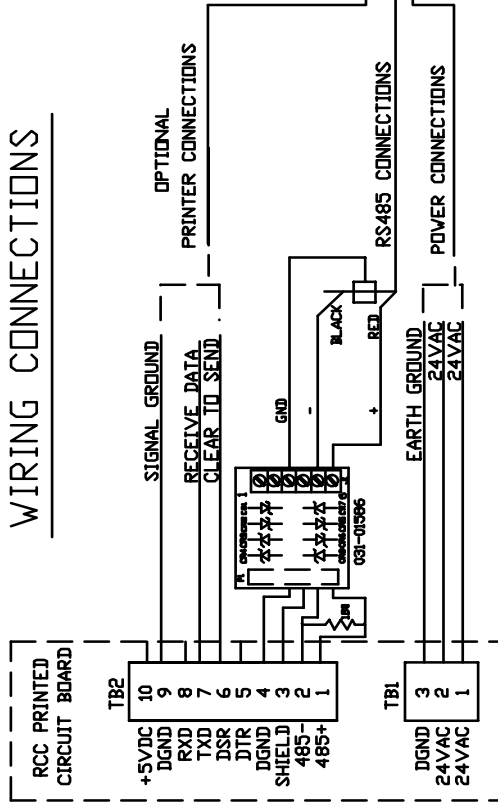 WIRING CONNECTIONS
OPTIONAL
PRINTER CONNECTIONS
RS485 CONNECTIONS
POWER CONNECTIONS
SIGNAL GROUND
RECEIVE DATA
CLEAR TO SEND
GND
-
BLACK
RED
+
EARTH GROUND
24VAC
24VAC
031-01586
1
6
RCC PRINTED
CIRCUIT BOARD
TB2
+5VDC 10
DGND 9
RXD 8
TXD 7
DSR 6
DTR 5
DGND 4
SHIELD 3
485- 2
485+ 1
TB1
DGND 3
24VAC 2
24VAC 1